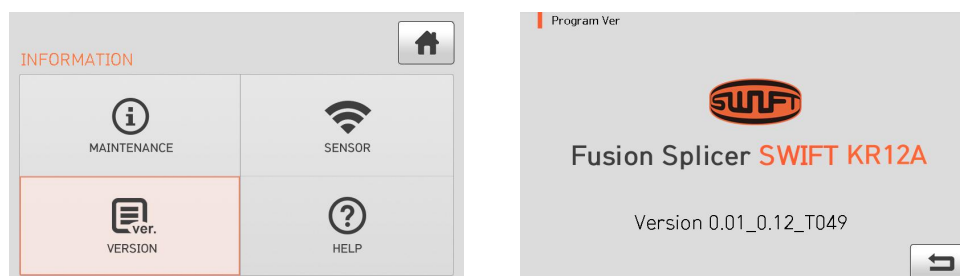 INFORMATION
MAINTENANCE
SENSOR
ver.
VERSION
HELP
Program Ver
SWIFT
Fusion Splicer SWIFT KR12A
Version 0.01_0.12_T049